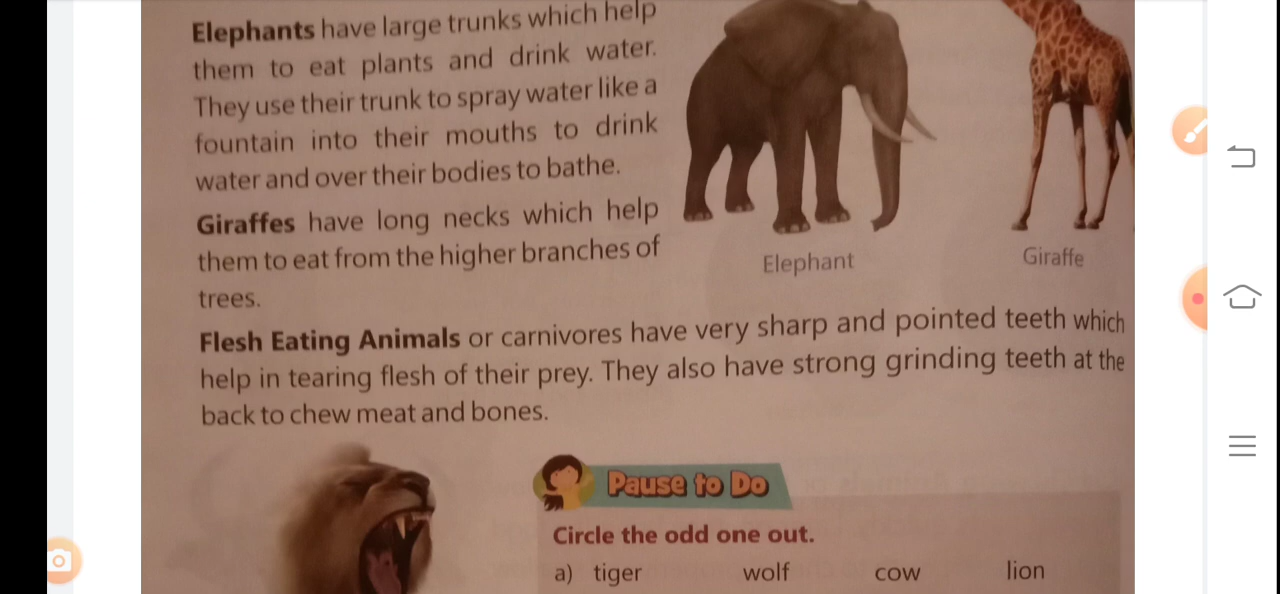 Elephants have large trunks which help
them to eat plants and drink water.
They use their trunk to spray water like a
fountain into their mouths to drink
water and over their bodies to bathe.
Giraffes have long necks which help
them to eat from the higher branches of
trees.
Elephant
Giraffe
Flesh Eating Animals or carnivores have very sharp and pointed teeth which
help in tearing flesh of their prey. They also have strong grinding teeth at the
back to chew meat and bones.
Pause to Do
Circle the odd one out.
a) tiger wolf cow lion